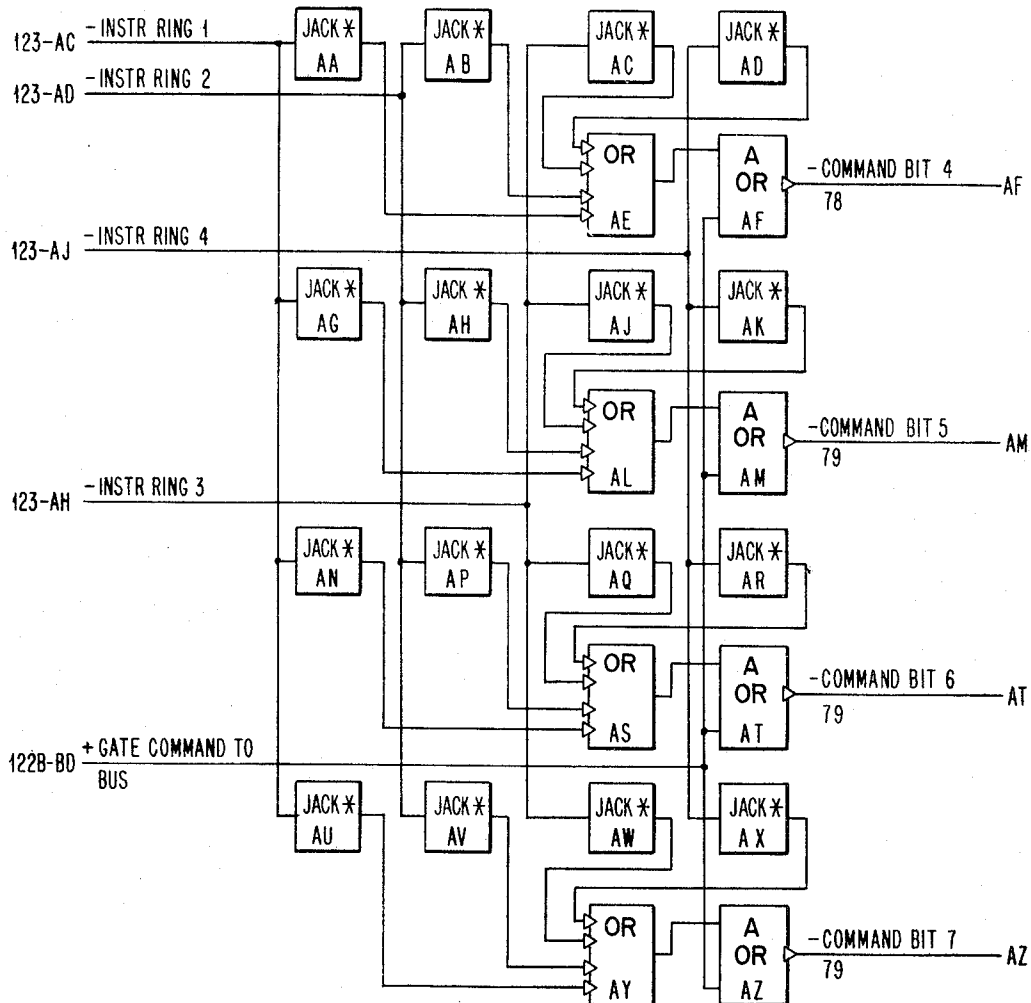 -INSTR RING 1
123-AC
JACK * AA
JACK * AB
JACK * AC
JACK * AD
-INSTR RING 2
123-AD
OR AE
A OR AF
-COMMAND BIT 4
78
AF
-INSTR RING 4
123-AJ
JACK * AG
JACK * AH
JACK * AJ
JACK * AK
OR AL
A OR AM
-COMMAND BIT 5
79
AM
-INSTR RING 3
123-AH
JACK * AN
JACK * AP
JACK * AQ
JACK * AR
OR AS
A OR AT
-COMMAND BIT 6
79
AT
+ GATE COMMAND TO
BUS
122B-BD
JACK * AU
JACK * AV
JACK * AW
JACK * AX
OR AY
A OR AZ
-COMMAND BIT 7
79
AZ